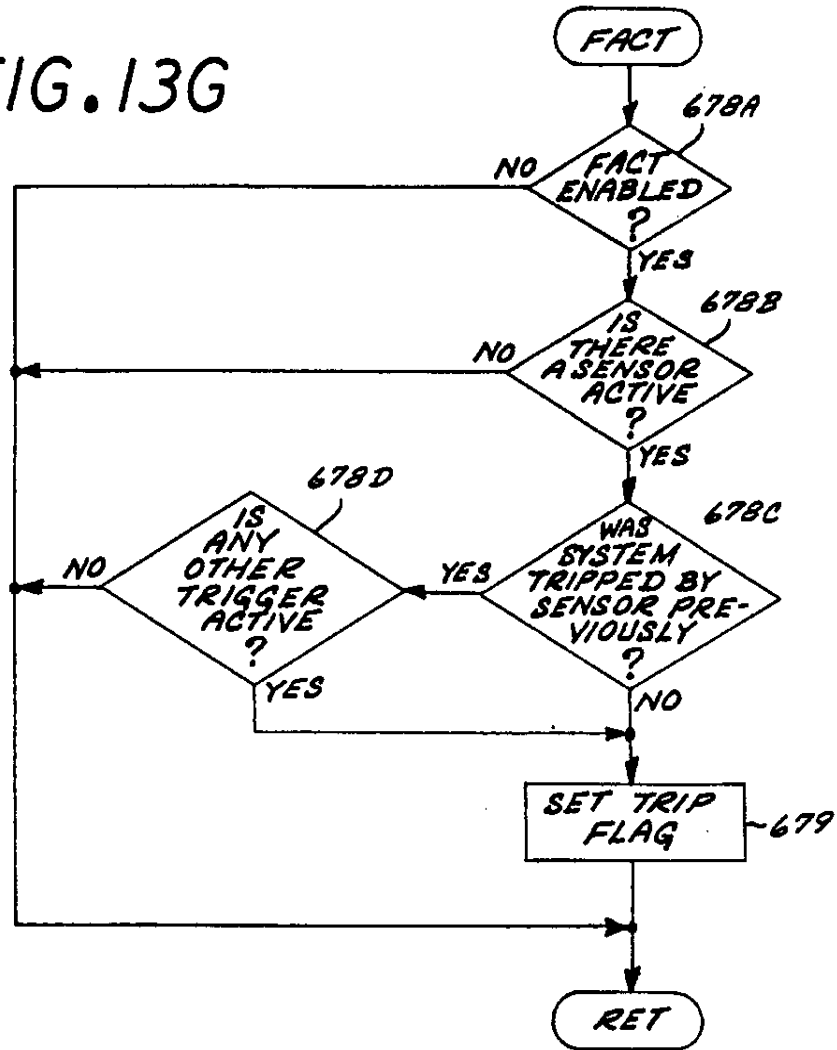 FIG. 13G
FACT
678A
NO
FACT
ENABLED
?
YES
678B
NO
IS
THERE
A SENSOR
ACTIVE
?
YES
678D
678C
NO
IS
ANY
OTHER
TRIGGER
ACTIVE
?
YES
YES
WAS
SYSTEM
TRIPPED BY
SENSOR PRE-
VIOUSLY
?
NO
SET TRIP
FLAG
679
RET